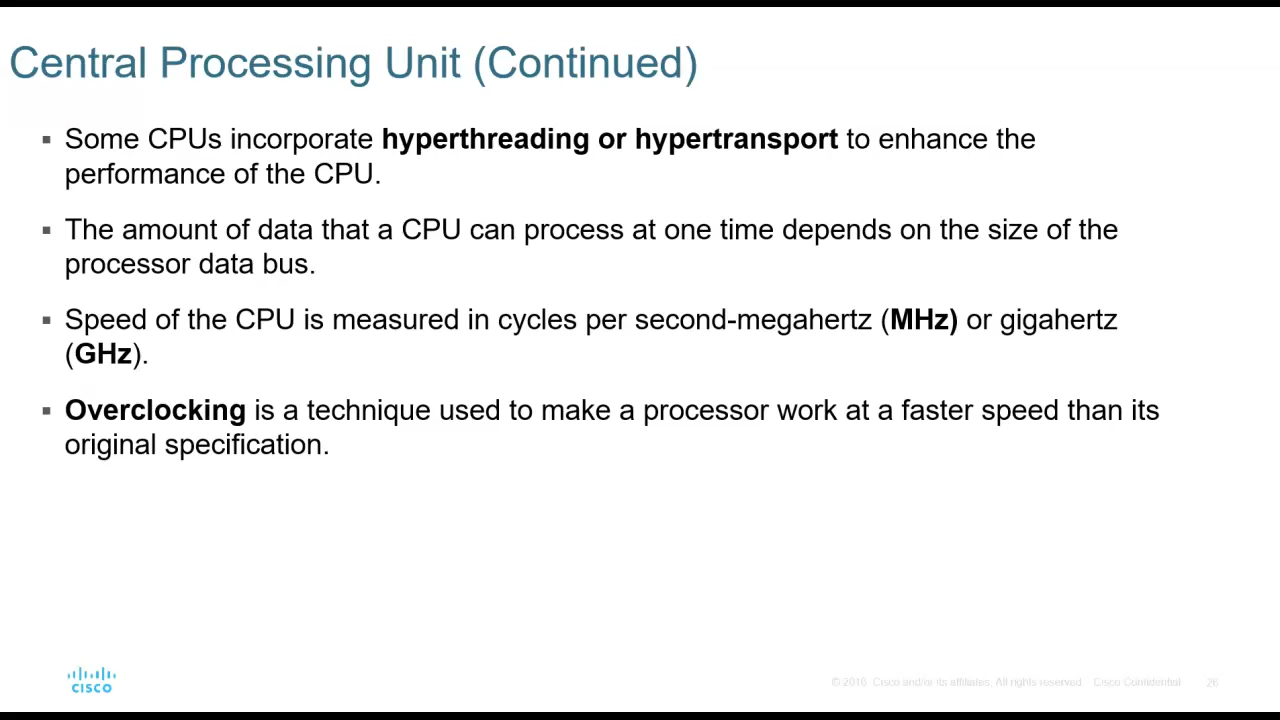 Central Processing Unit (Continued)
▪ Some CPUs incorporate hyperthreading or hypertransport to enhance the
performance of the CPU.
▪ The amount of data that a CPU can process at one time depends on the size of the
processor data bus.
▪ Speed of the CPU is measured in cycles per second-megahertz (MHz) or gigahertz
(GHz).
▪ Overclocking is a technique used to make a processor work at a faster speed than its
original specification.
CISCO
© 2016 Cisco and/or its affiliates. All rights reserved. Cisco Confidential 26